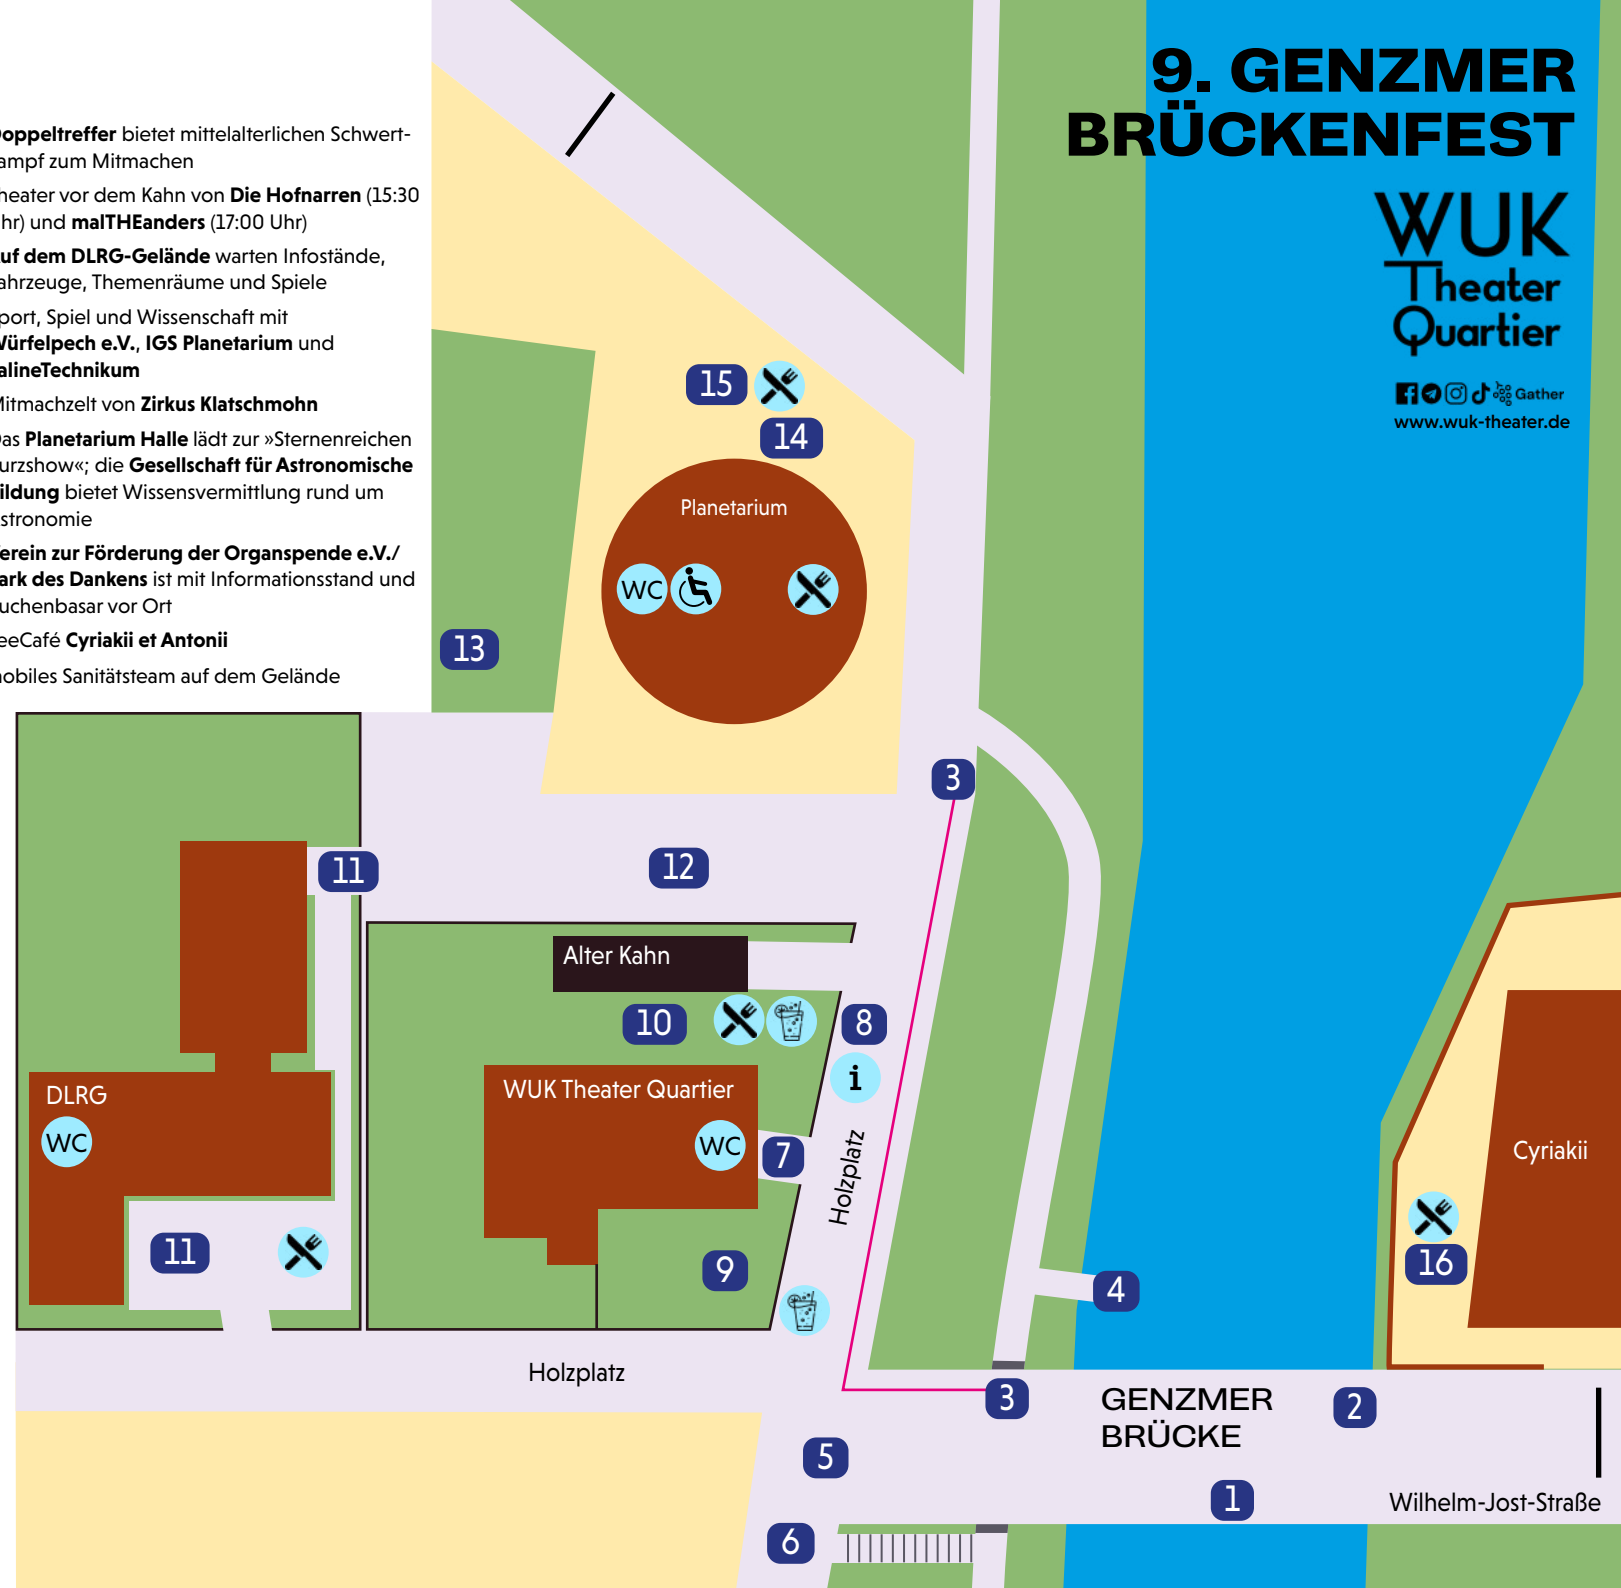 9. GENZMER
BRÜCKENFEST
WUK
Theater
Quartier
Gather
www.wuk-theater.de
oppeltreffer bietet mittelalterlichen Schwert-
ampf zum Mitmachen
heater vor dem Kahn von Die Hofnarren (15:30
hr) und malTHEanders (17:00 Uhr)
uf dem DLRG-Gelände warten Infostände,
ahrzeuge, Themenräume und Spiele
port, Spiel und Wissenschaft mit
ürfelpech e.V., IGS Planetarium und
alineTechnikum
Mitmachzelt von Zirkus Klatschmohn
as Planetarium Halle lädt zur »Sternenreichen
urzshow«; die Gesellschaft für Astronomische
ildung bietet Wissensvermittlung rund um
stronomie
erein zur Förderung der Organspende e.V./
ark des Dankens ist mit Informationsstand und
uchenbasar vor Ort
eeCafé Cyriakii et Antonii
mobiles Sanitätsteam auf dem Gelände
15
14
Planetarium
WC
13
3
11
12
Alter Kahn
10
8
i
WUK Theater Quartier
WC
7
Holzplatz
DLRG
WC
11
9
Cyriakii
16
4
Holzplatz
3
GENZMER
BRÜCKE
2
5
1
Wilhelm-Jost-Straße
6